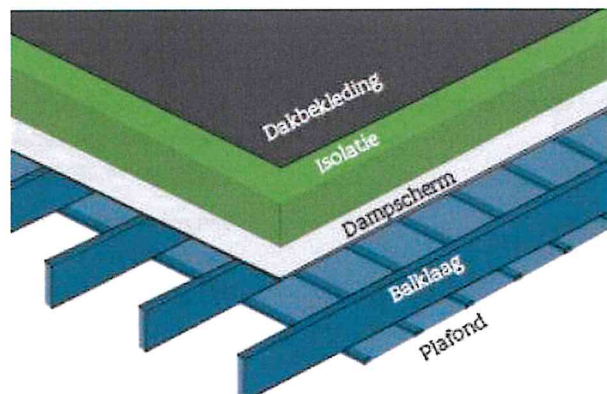 Dakbekleding
Isolatie
Dampscherm
Balklaag
Plafond